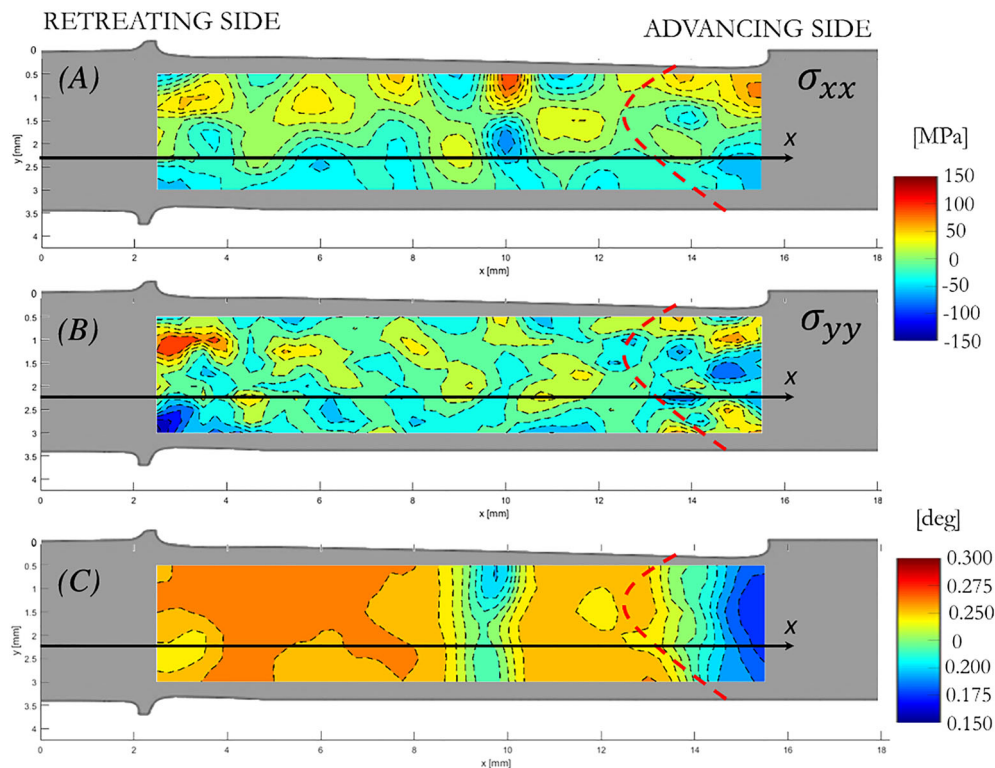 RETREATING SIDE
ADVANCING SIDE
(A)
σxx
0
0.5
1
1.5
2
2.5
3
3.5
4
y [mm]
x
0 2 4 6 8 10 12 14 16 18
x [mm]
[MPa]
150
100
50
0
-50
-100
-150
(B)
σyy
0
0.5
1
1.5
2
2.5
3
3.5
4
y [mm]
x
0 2 4 6 8 10 12 14 16 18
x [mm]
(C)
0
0.5
1
1.5
2
2.5
3
3.5
4
y [mm]
x
0 2 4 6 8 10 12 14 16 18
x [mm]
[deg]
0.300
0.250
0
0.200
0.175
0.150